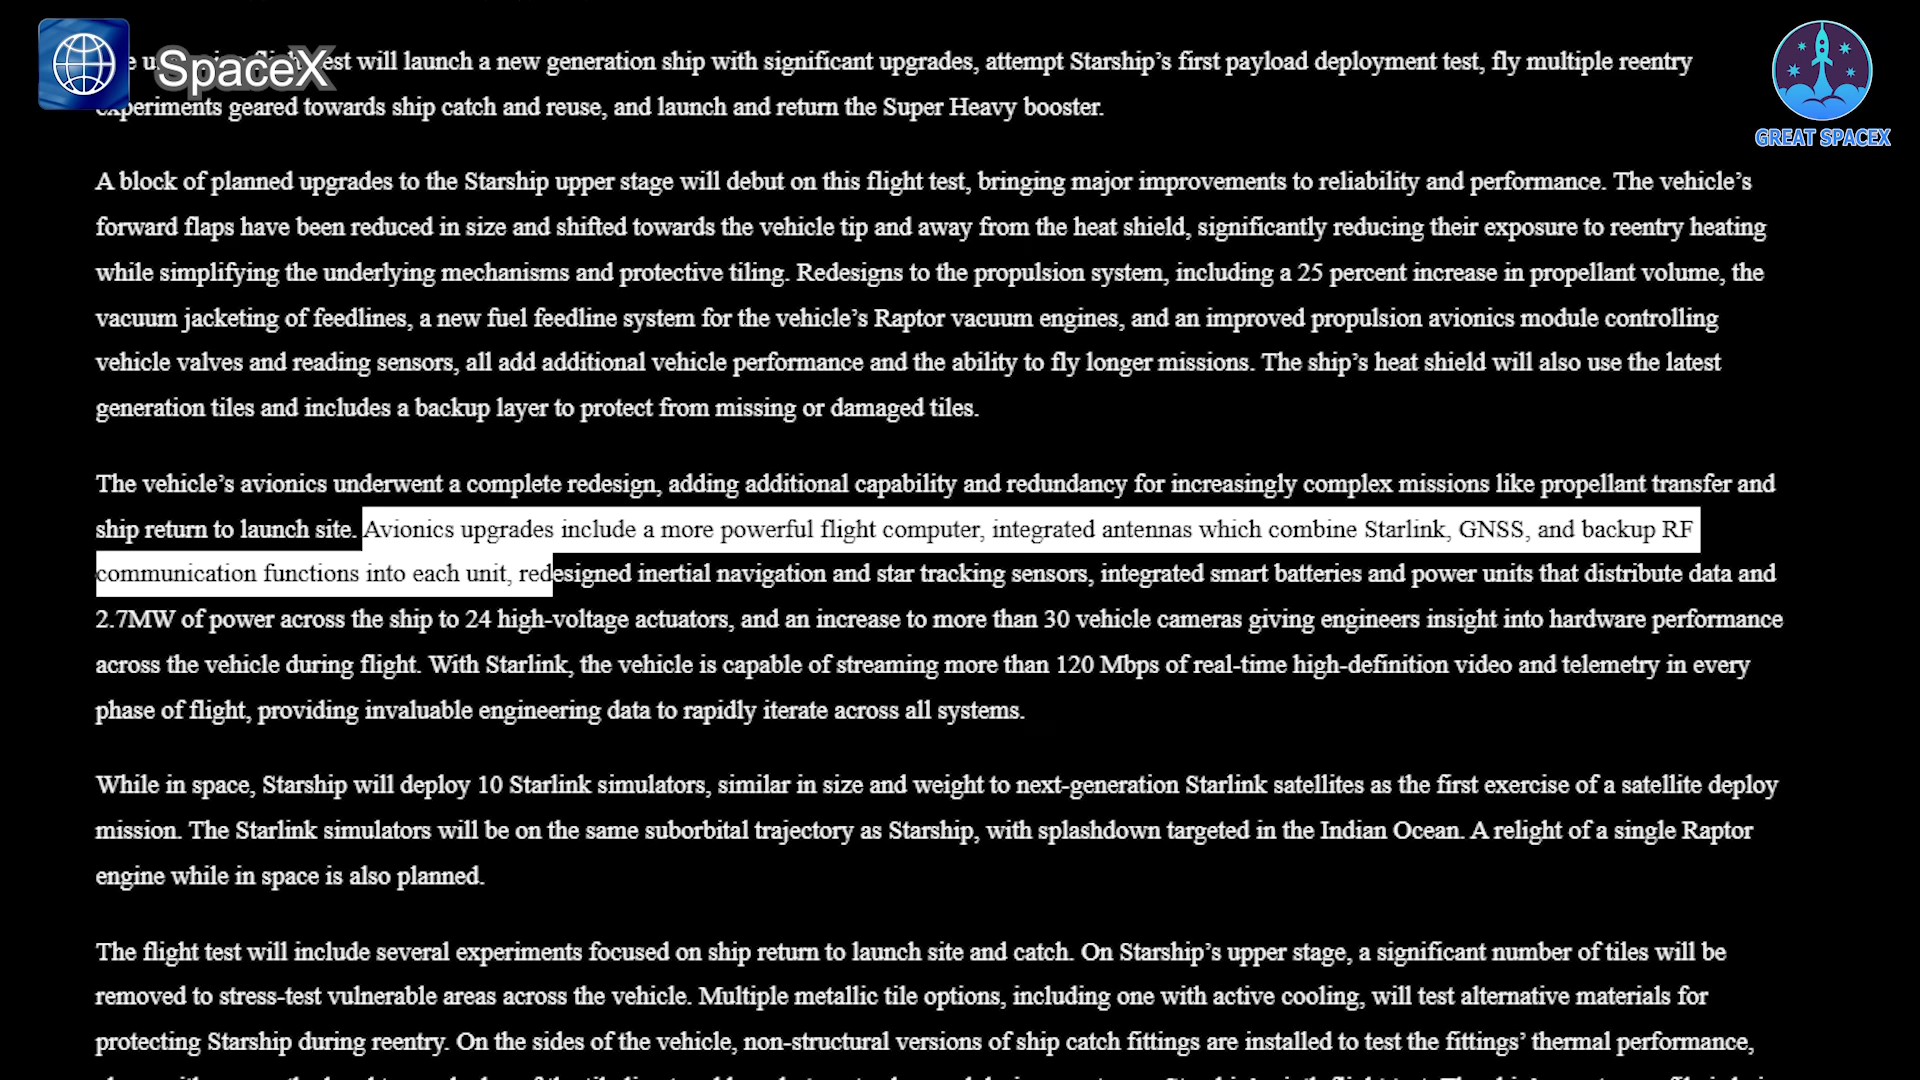 SpaceX
GREAT SPACEX
test will launch a new generation ship with significant upgrades, attempt Starship’s first payload deployment test, fly multiple reentry
experiments geared towards ship catch and reuse, and launch and return the Super Heavy booster.
A block of planned upgrades to the Starship upper stage will debut on this flight test, bringing major improvements to reliability and performance. The vehicle’s
forward flaps have been reduced in size and shifted towards the vehicle tip and away from the heat shield, significantly reducing their exposure to reentry heating
while simplifying the underlying mechanisms and protective tiling. Redesigns to the propulsion system, including a 25 percent increase in propellant volume, the
vacuum jacketing of feedlines, a new fuel feedline system for the vehicle’s Raptor vacuum engines, and an improved propulsion avionics module controlling
vehicle valves and reading sensors, all add additional vehicle performance and the ability to fly longer missions. The ship’s heat shield will also use the latest
generation tiles and includes a backup layer to protect from missing or damaged tiles.
The vehicle’s avionics underwent a complete redesign, adding additional capability and redundancy for increasingly complex missions like propellant transfer and
ship return to launch site. Avionics upgrades include a more powerful flight computer, integrated antennas which combine Starlink, GNSS, and backup RF
communication functions into each unit, redesigned inertial navigation and star tracking sensors, integrated smart batteries and power units that distribute data and
2.7MW of power across the ship to 24 high-voltage actuators, and an increase to more than 30 vehicle cameras giving engineers insight into hardware performance
across the vehicle during flight. With Starlink, the vehicle is capable of streaming more than 120 Mbps of real-time high-definition video and telemetry in every
phase of flight, providing invaluable engineering data to rapidly iterate across all systems.
While in space, Starship will deploy 10 Starlink simulators, similar in size and weight to next-generation Starlink satellites as the first exercise of a satellite deploy
mission. The Starlink simulators will be on the same suborbital trajectory as Starship, with splashdown targeted in the Indian Ocean. A relight of a single Raptor
engine while in space is also planned.
The flight test will include several experiments focused on ship return to launch site and catch. On Starship’s upper stage, a significant number of tiles will be
removed to stress-test vulnerable areas across the vehicle. Multiple metallic tile options, including one with active cooling, will test alternative materials for
protecting Starship during reentry. On the sides of the vehicle, non-structural versions of ship catch fittings are installed to test the fittings’ thermal performance,